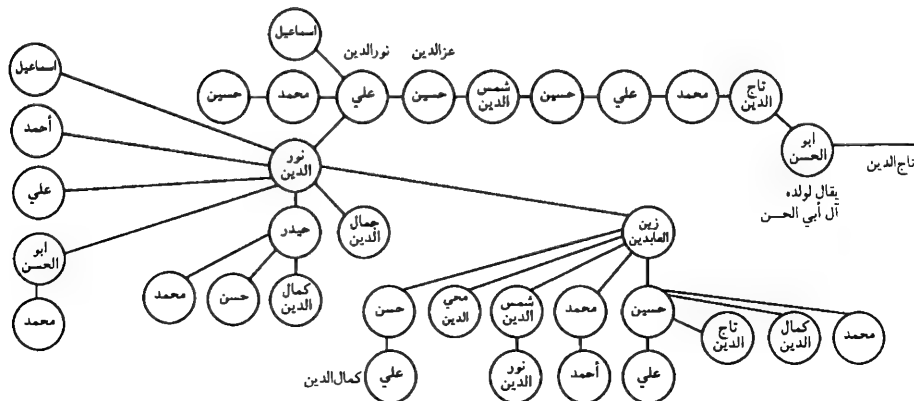 اسماعيل
نورالدين
عزالدين
اسماعيل
حسين
محمد
علي
حسين
شمس
الدين
حسين
علي
محمد
تاج
الدين
أحمد
نور
الدين
ابو
الحسن
تاج الدين
يقال لولده
آل أبي الحسن
علي
حيدر
جمال
الدين
زين
العابدين
ابو
الحسن
محمد
حسن
كمال
الدين
حسن
محي
الدين
شمس
الدين
محمد
حسين
تاج
الدين
كمال
الدين
محمد
محمد
كمال الدين
علي
نور
الدين
أحمد
علي